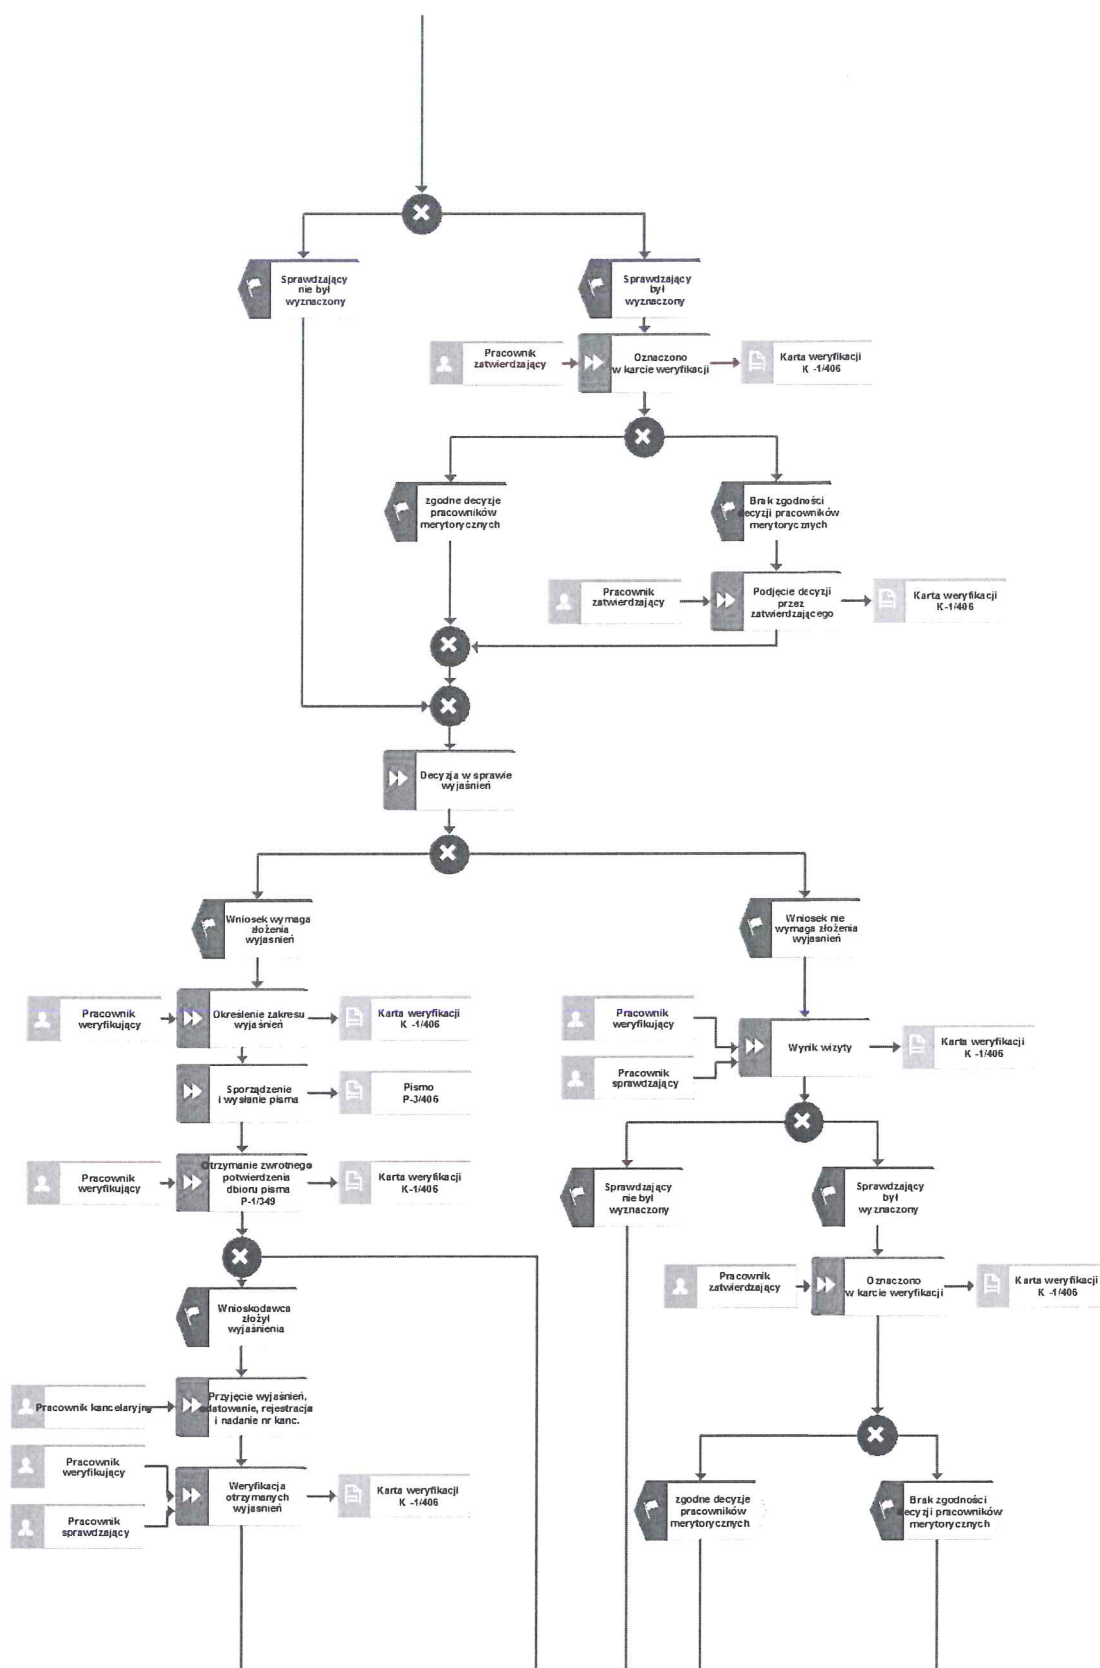 Sprawdzający
nie był
wyznaczony
Sprawdzający
był
wyznaczony
Pracownik
zatwierdzający
Oznaczono
w karcie weryfikacji
Karta weryfikacji
K -1/406
zgodne decyzje
pracowników
merytorycznych
Brak zgodności
decyzji pracowników
merytorycznych
Pracownik
zatwierdzający
Podjęcie decyzji
przez
zatwierdzającego
Karta weryfikacji
K-1/406
Decyzja w sprawie
wyjaśnień
Wniosek wymaga
złożenia
wyjasnień
Wniosek nie
wymaga złożenia
wyjasnień
Pracownik
weryfikujący
Określenie zakresu
wyjaśnień
Karta weryfikacji
K -1/406
Pracownik
weryfikujący
Pracownik
sprawdzający
Wynik wizyty
Karta weryfikacji
K -1/406
Sporządzenie
i wysłanie pisma
Pismo
P-3/406
Pracownik
weryfikujący
Otrzymanie zwrotnego
potwierdzenia
dbioru pisma
P-1/349
Karta weryfikacji
K-1/406
Sprawdzający
nie był
wyznaczony
Sprawdzający
był
wyznaczony
Pracownik
zatwierdzający
Oznaczono
w karcie weryfikacji
Karta weryfikacji
K -1/406
Wnioskodawca
złożył
wyjaśnienia
Pracownik kancelaryjny
Przyjęcie wyjaśnień,
odatowanie, rejestracja
i nadanie nr kanc.
Pracownik
weryfikujący
Pracownik
sprawdzający
Weryfikacja
otrzymanych
wyjasnień
Karta weryfikacji
K -1/406
zgodne decyzje
pracowników
merytorycznych
Brak zgodności
decyzji pracowników
merytorycznych